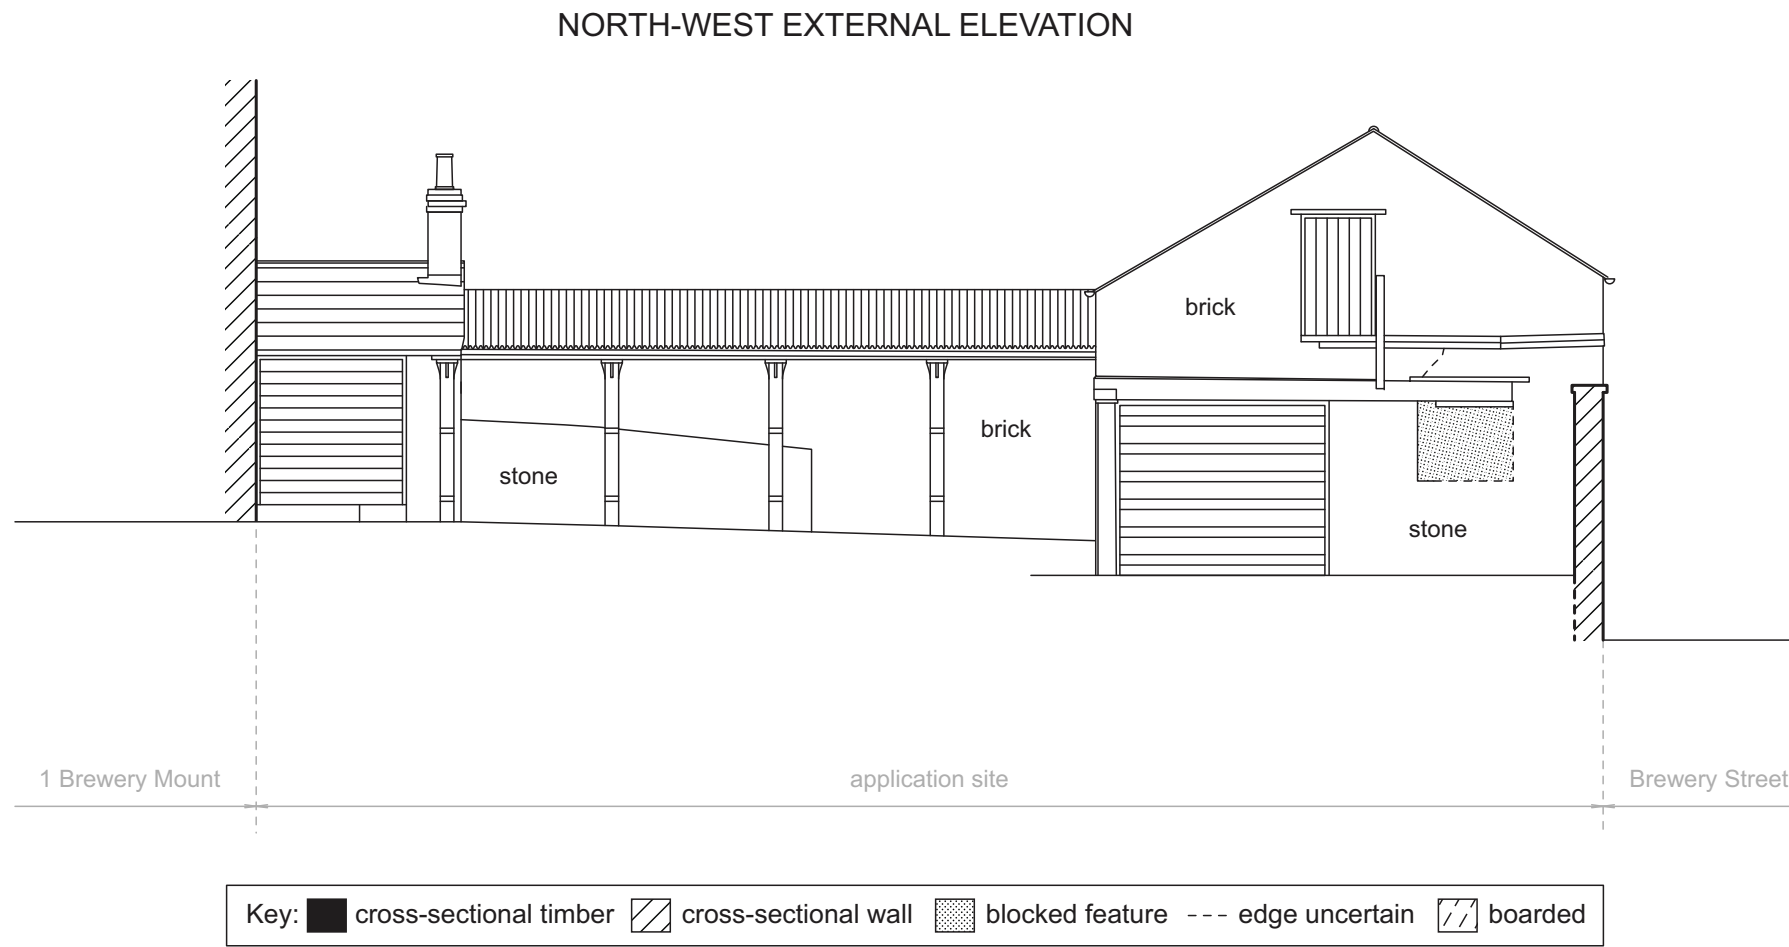 NORTH-WEST EXTERNAL ELEVATION
brick
brick
stone
stone
1 Brewery Mount
application site
Brewery Street
Key: cross-sectional timber cross-sectional wall blocked feature edge uncertain boarded